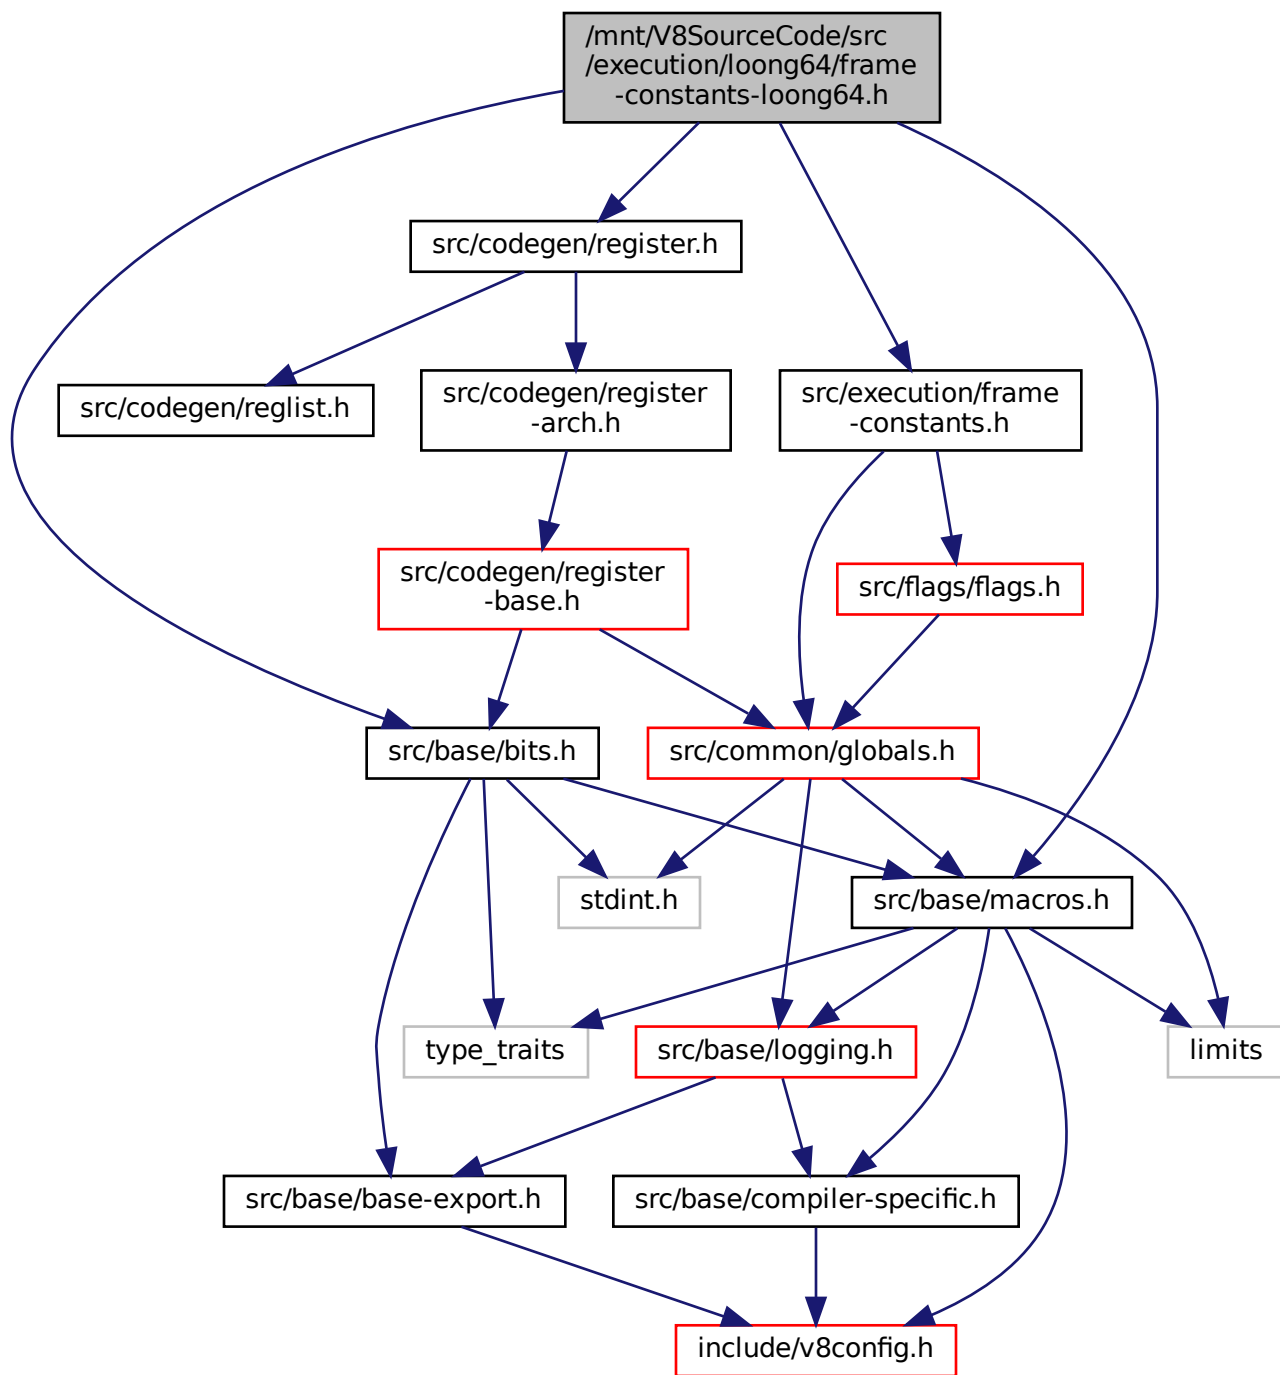 /mnt/V8SourceCode/src
/execution/loong64/frame
-constants-loong64.h
src/codegen/register.h
src/codegen/reglist.h
src/codegen/register
-arch.h
src/execution/frame
-constants.h
src/codegen/register
-base.h
src/flags/flags.h
src/base/bits.h
src/common/globals.h
stdint.h
src/base/macros.h
type_traits
src/base/logging.h
limits
src/base/base-export.h
src/base/compiler-specific.h
include/v8config.h